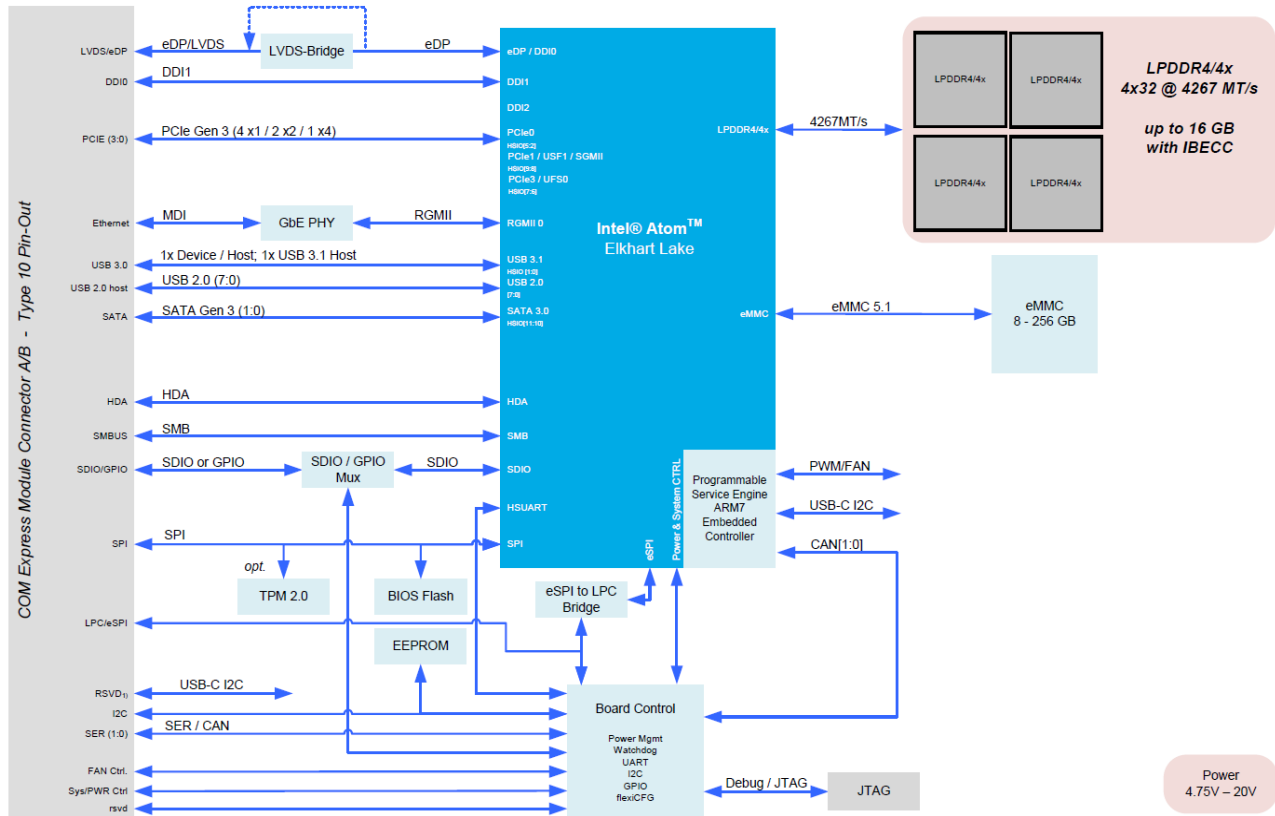 COM Express Module Connector A/B - Type 10 Pin-Out
LVDS/eDP
eDP/LVDS
LVDS-Bridge
eDP
eDP / DDI0
DDI0
DDI1
DDI1
DDI2
PCIE (3:0)
PCIe Gen 3 (4 x1 / 2 x2 / 1 x4)
PCIe0
HSIO[5:2]
PCIe1 / USF1 / SGMII
HSIO[9:8]
PCIe3 / UFS0
HSIO[7:6]
Ethernet
MDI
GbE PHY
RGMII
RGMII 0
USB 3.0
1x Device / Host; 1x USB 3.1 Host
USB 3.1
HSIO [1:0]
USB 2.0 host
USB 2.0 (7:0)
USB 2.0
[7:0]
SATA
SATA Gen 3 (1:0)
SATA 3.0
HSIO[11:10]
Intel® Atom™
Elkhart Lake
LPDDR4/4x
4267MT/s
LPDDR4/4x
LPDDR4/4x
LPDDR4/4x
LPDDR4/4x
LPDDR4/4x
4x32 @ 4267 MT/s
up to 16 GB
with IBECC
eMMC
eMMC 5.1
eMMC
8 - 256 GB
HDA
HDA
HDA
SMBUS
SMB
SMB
SDIO/GPIO
SDIO or GPIO
SDIO / GPIO
Mux
SDIO
SDIO
HSUART
SPI
SPI
SPI
opt.
TPM 2.0
BIOS Flash
eSPI
Power & System CTRL
Programmable
Service Engine
ARM7
Embedded
Controller
PWM/FAN
USB-C I2C
CAN[1:0]
eSPI to LPC
Bridge
LPC/eSPI
EEPROM
RSVD1)
USB-C I2C
I2C
SER (1:0)
SER / CAN
FAN Ctrl.
Sys/PWR Ctrl
rsvd
Board Control
Power Mgmt
Watchdog
UART
I2C
GPIO
flexiCFG
Debug / JTAG
JTAG
Power
4.75V – 20V